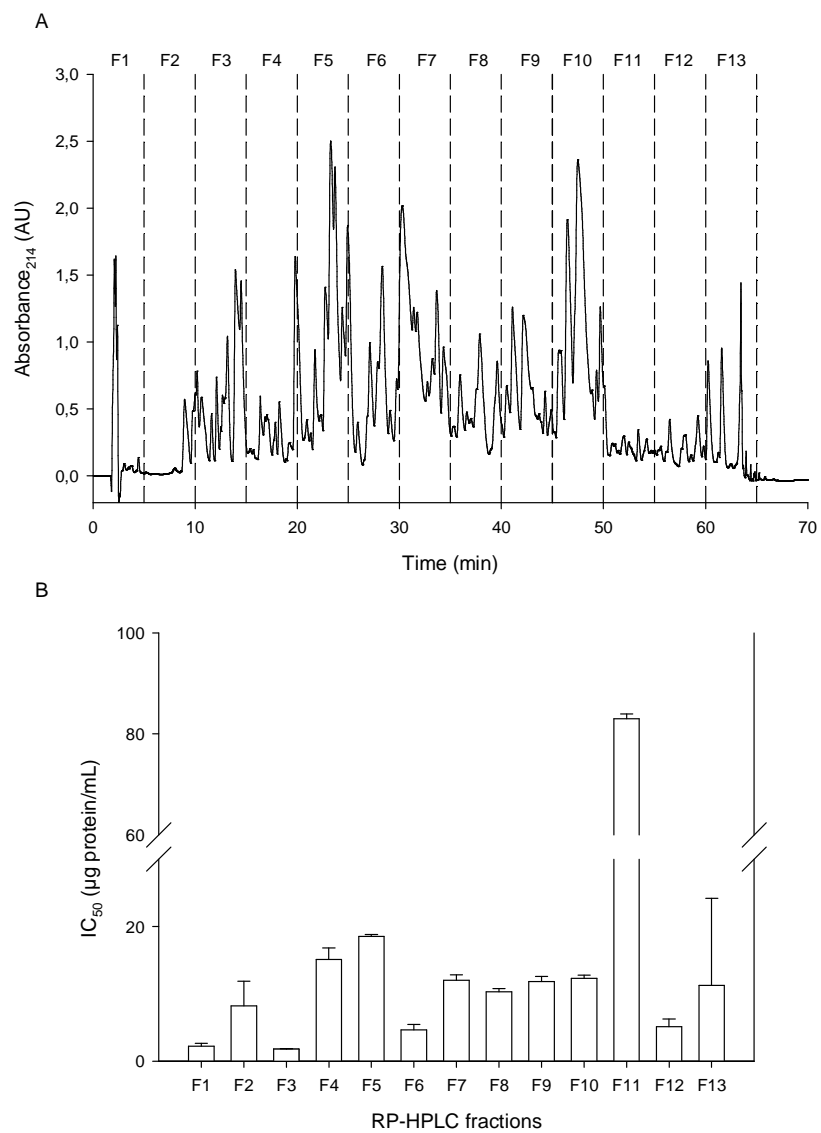 A
F1 F2 F3 F4 F5 F6 F7 F8 F9 F10 F11 F12 F13
3,0
2,5
2,0
1,5
1,0
0,5
0,0
Absorbance214 (AU)
0 10 20 30 40 50 60 70
Time (min)
B
100
80
60
20
0
IC50 (µg protein/mL)
F1 F2 F3 F4 F5 F6 F7 F8 F9 F10 F11 F12 F13
RP-HPLC fractions